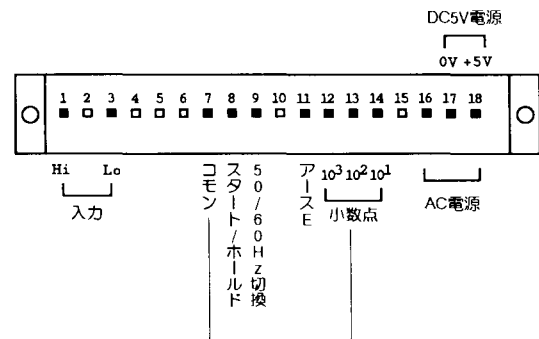 DC5V電源
0V +5V
1 2 3 4 5 6 7 8 9 10 11 12 13 14 15 16 17 18
Hi Lo
入力
コモン
スタート/ホールド
50/60Hz切換
アースE
10³ 10² 10¹
小数点
AC電源